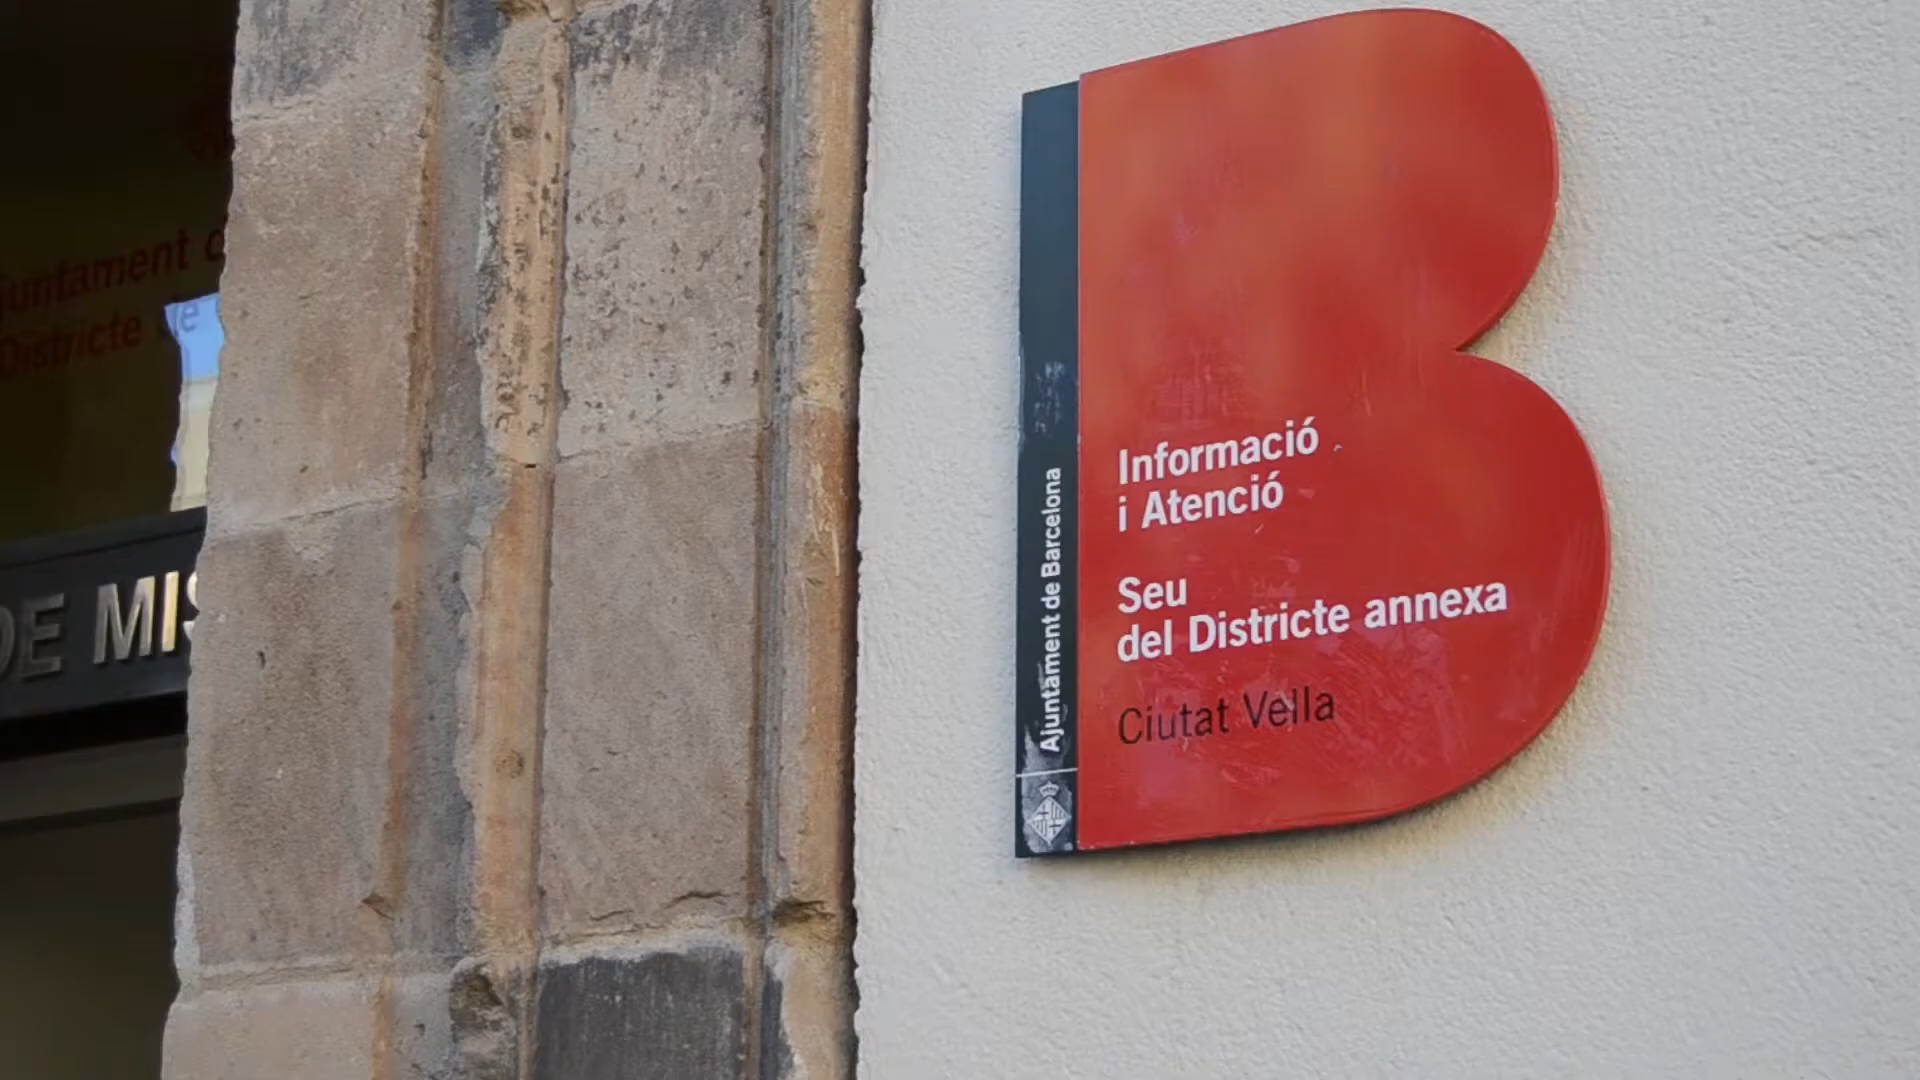 Ajuntament de Barcelona
Informació
i Atenció
Seu
del Districte annexa
Ciutat Vella
juntament
Districte de
DE MIS